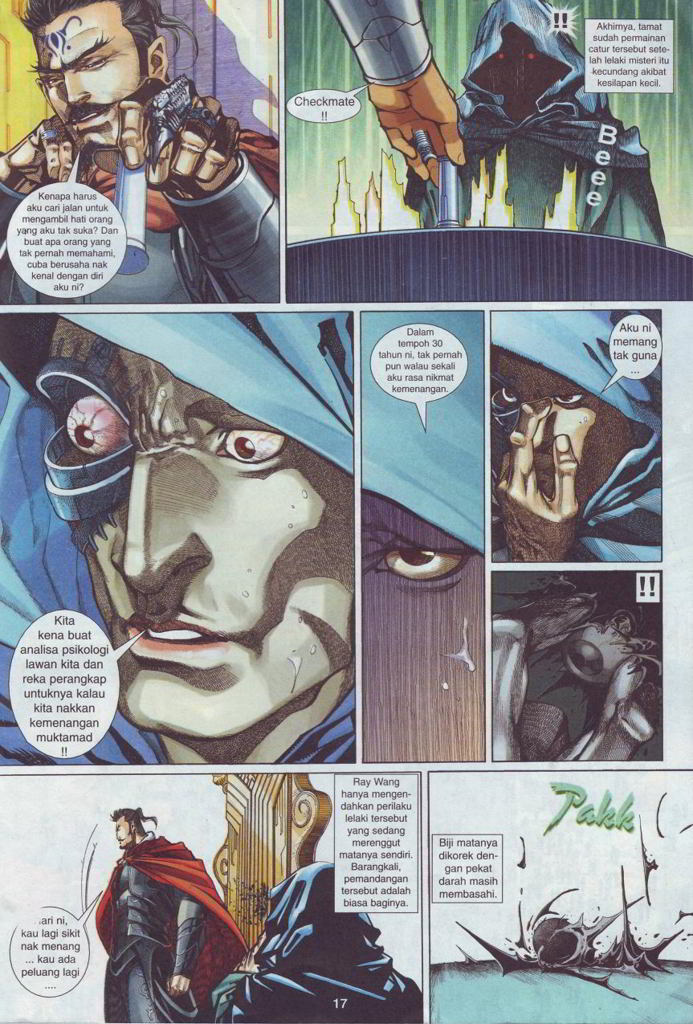 Kenapa harus
aku cari jalan untuk
mengambil hati orang
yang aku tak suka? Dan
buat apa orang yang
tak pernah memahami,
cuba berusaha nak
kenal dengan diri
aku ni?
Checkmate
!!
!!
Akhirnya, tamat
sudah permainan
catur tersebut sete-
lah lelaki misteri itu
kecundang akibat
kesilapan kecil.
Beee
Kita
kena buat
analisa psikologi
lawan kita dan
reka perangkap
untuknya kalau
kita nakkan
kemenangan
muktamad
!!
Dalam
tempoh 30
tahun ni, tak pernah
pun walau sekali
aku rasa nikmat
kemenangan.
Aku ni
memang
tak guna
...
!!
.ari ni,
kau lagi sikit
nak menang
... kau ada
peluang lagi
....
Ray Wang
hanya mengen-
dahkan perilaku
lelaki tersebut
yang sedang
merenggut
matanya sendiri.
Barangkali,
pemandangan
tersebut adalah
biasa baginya.
Biji matanya
dikorek den-
gan pekat
darah masih
membasahi.
Pakk
17